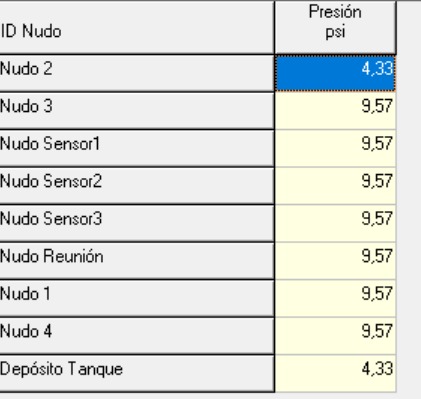 ID Nudo Presión
psi
Nudo 2 4,33
Nudo 3 9,57
Nudo Sensor1 9,57
Nudo Sensor2 9,57
Nudo Sensor3 9,57
Nudo Reunión 9,57
Nudo 1 9,57
Nudo 4 9,57
Depósito Tanque 4,33